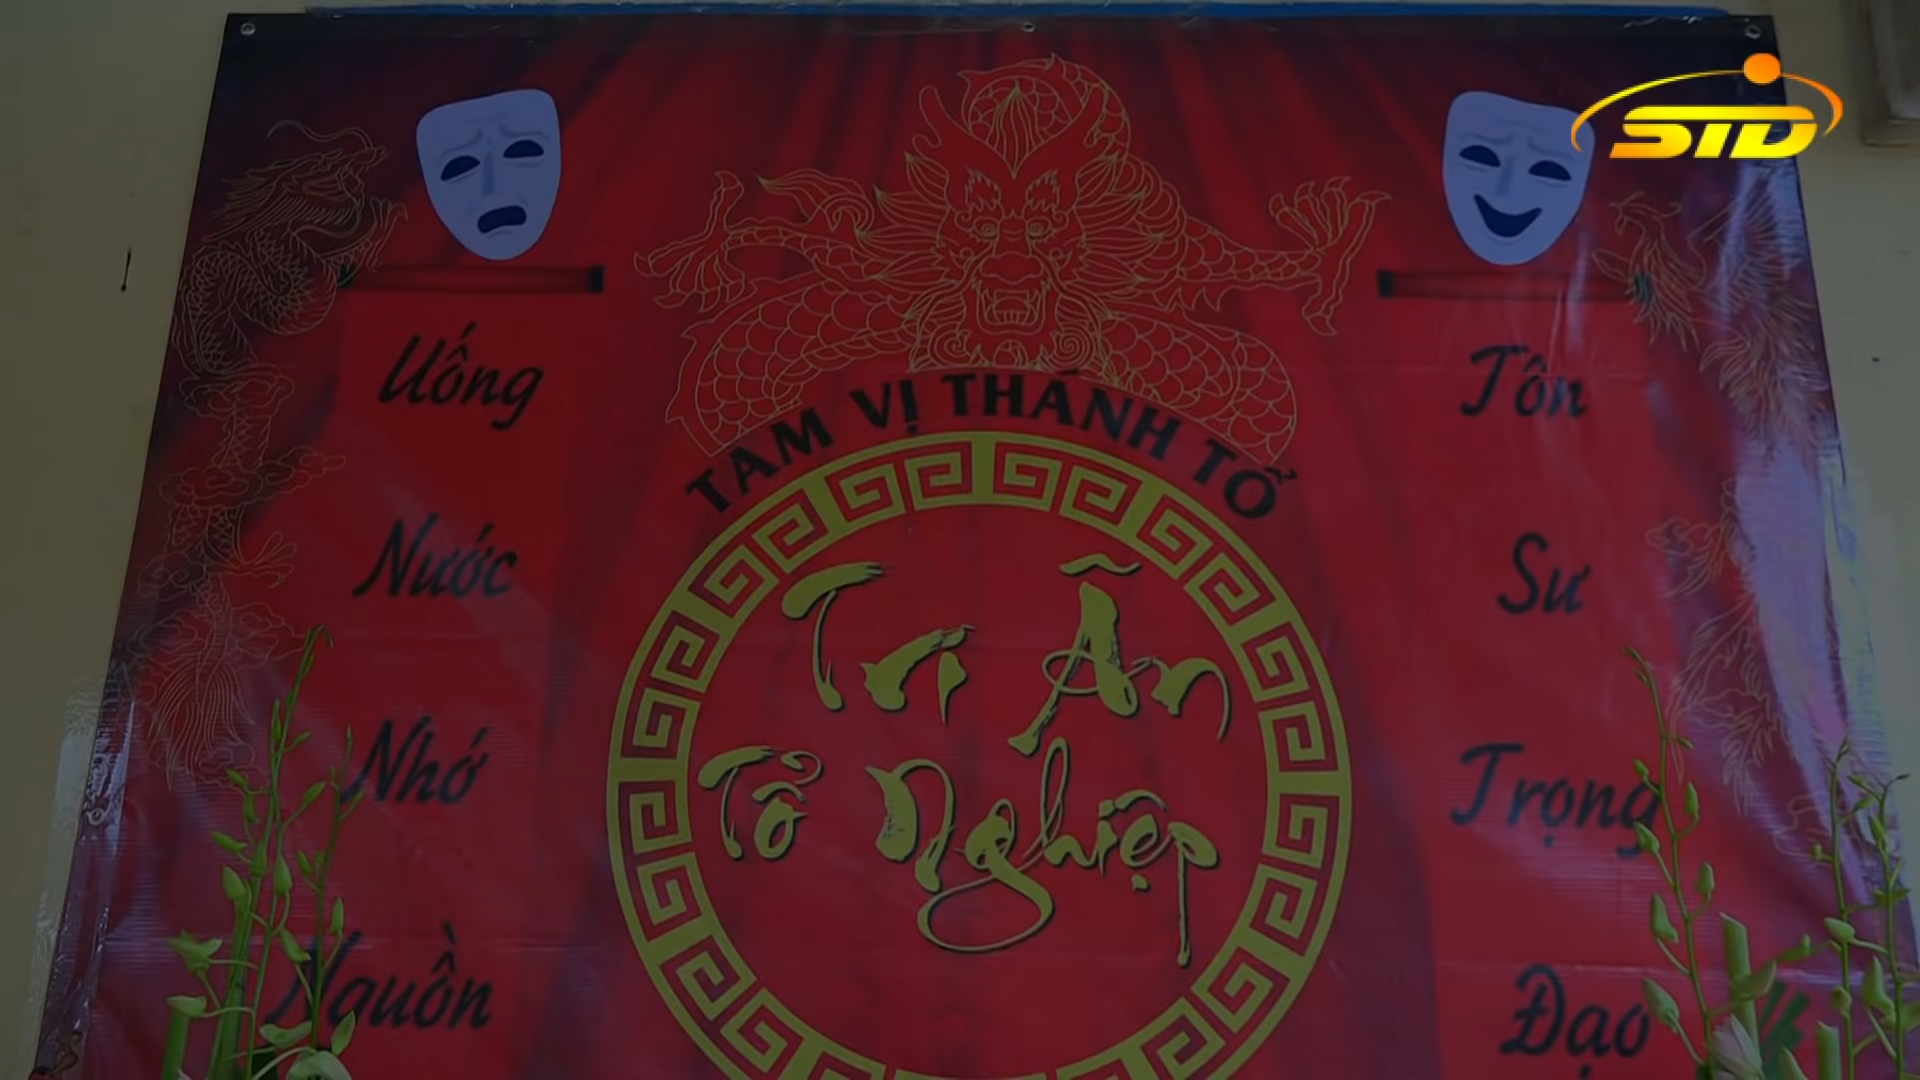 STD
TAM VỊ THÁNH TỔ
Tri Ân
Tổ Nghiệp
Uống
Nước
Nhớ
Nguồn
Tôn
Sư
Trọng
Đạo